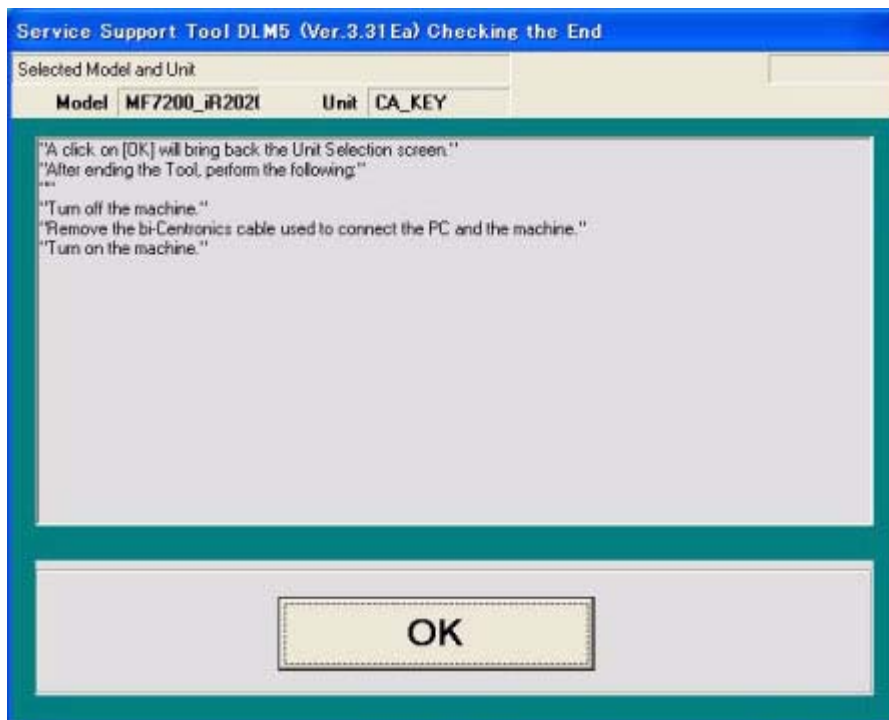 Service Support Tool DLM5 (Ver.3.31Ea) Checking the End
Selected Model and Unit
Model MF7200_iR202( Unit CA_KEY
"A click on [OK] will bring back the Unit Selection screen."
"After ending the Tool, perform the following:"
""
"Turn off the machine."
"Remove the bi-Centronics cable used to connect the PC and the machine."
"Turn on the machine."
OK